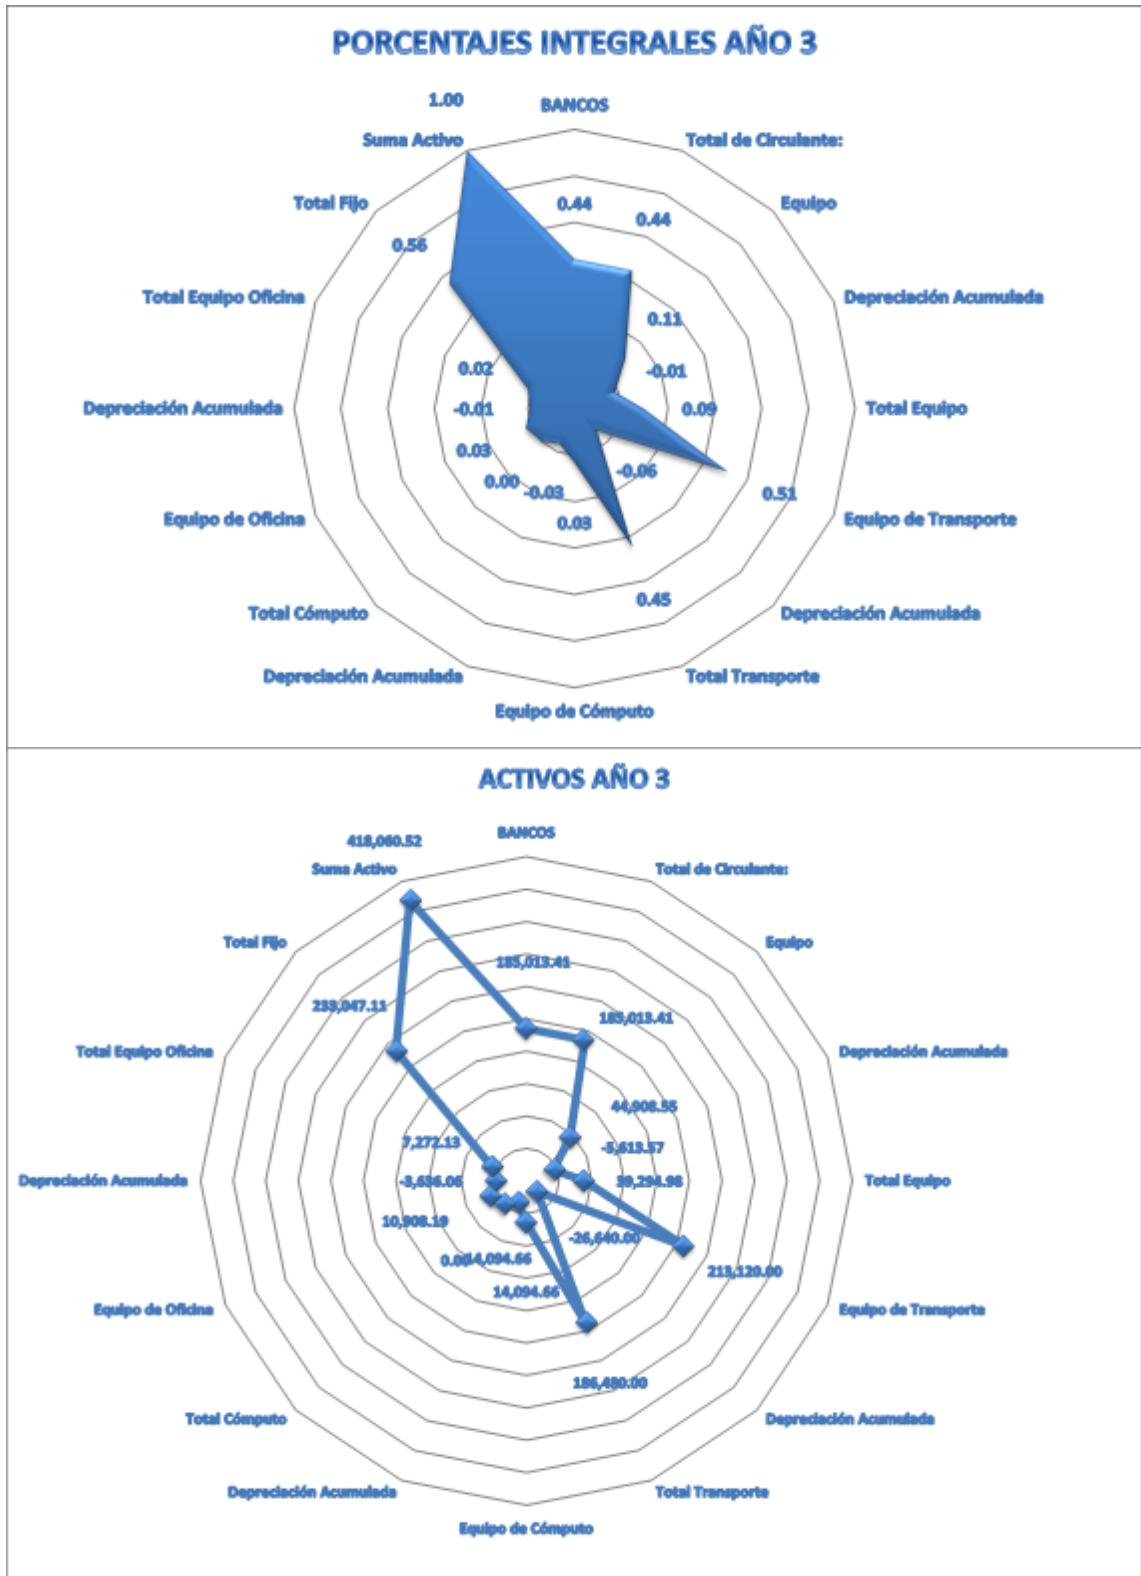 PORCENTAJES INTEGRALES AÑO 3
1.00
BANCOS
Suma Activo
Total de Circulante:
Total Fijo
Equipo
0.44
0.44
0.56
Total Equipo Oficina
Depreciación Acumulada
0.11
0.02
-0.01
Depreciación Acumulada
-0.01
0.09
Total Equipo
0.03
-0.06
0.00
-0.03
0.51
Equipo de Oficina
0.03
Equipo de Transporte
0.45
Total Cómputo
Depreciación Acumulada
Depreciación Acumulada
Total Transporte
Equipo de Cómputo
ACTIVOS AÑO 3
418,060.52
BANCOS
Suma Activo
Total de Circulante:
Total Fijo
Equipo
185,013.41
233,047.11
185,013.41
Total Equipo Oficina
Depreciación Acumulada
44,908.55
7,272.13
-5,613.57
Depreciación Acumulada
-3,636.06
39,294.98
Total Equipo
10,908.19
-26,640.00
0.00
-14,094.66
213,120.00
14,094.66
Equipo de Oficina
Equipo de Transporte
186,480.00
Total Cómputo
Depreciación Acumulada
Depreciación Acumulada
Total Transporte
Equipo de Cómputo